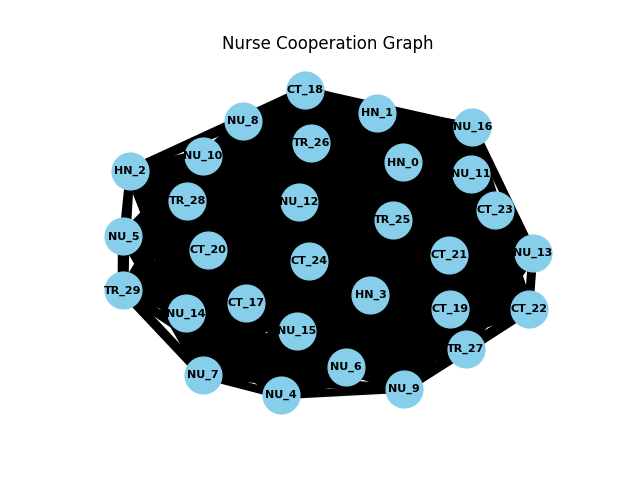 Nurse Cooperation Graph
CT_18
HN_1
NU_8
NU_16
TR_26
NU_10
HN_0
HN_2
NU_11
TR_28
NU_12
CT_23
TR_25
NU_5
CT_20
NU_13
CT_21
CT_24
TR_29
HN_3
CT_17
CT_19
CT_22
NU_14
NU_15
TR_27
NU_6
NU_7
NU_9
NU_4